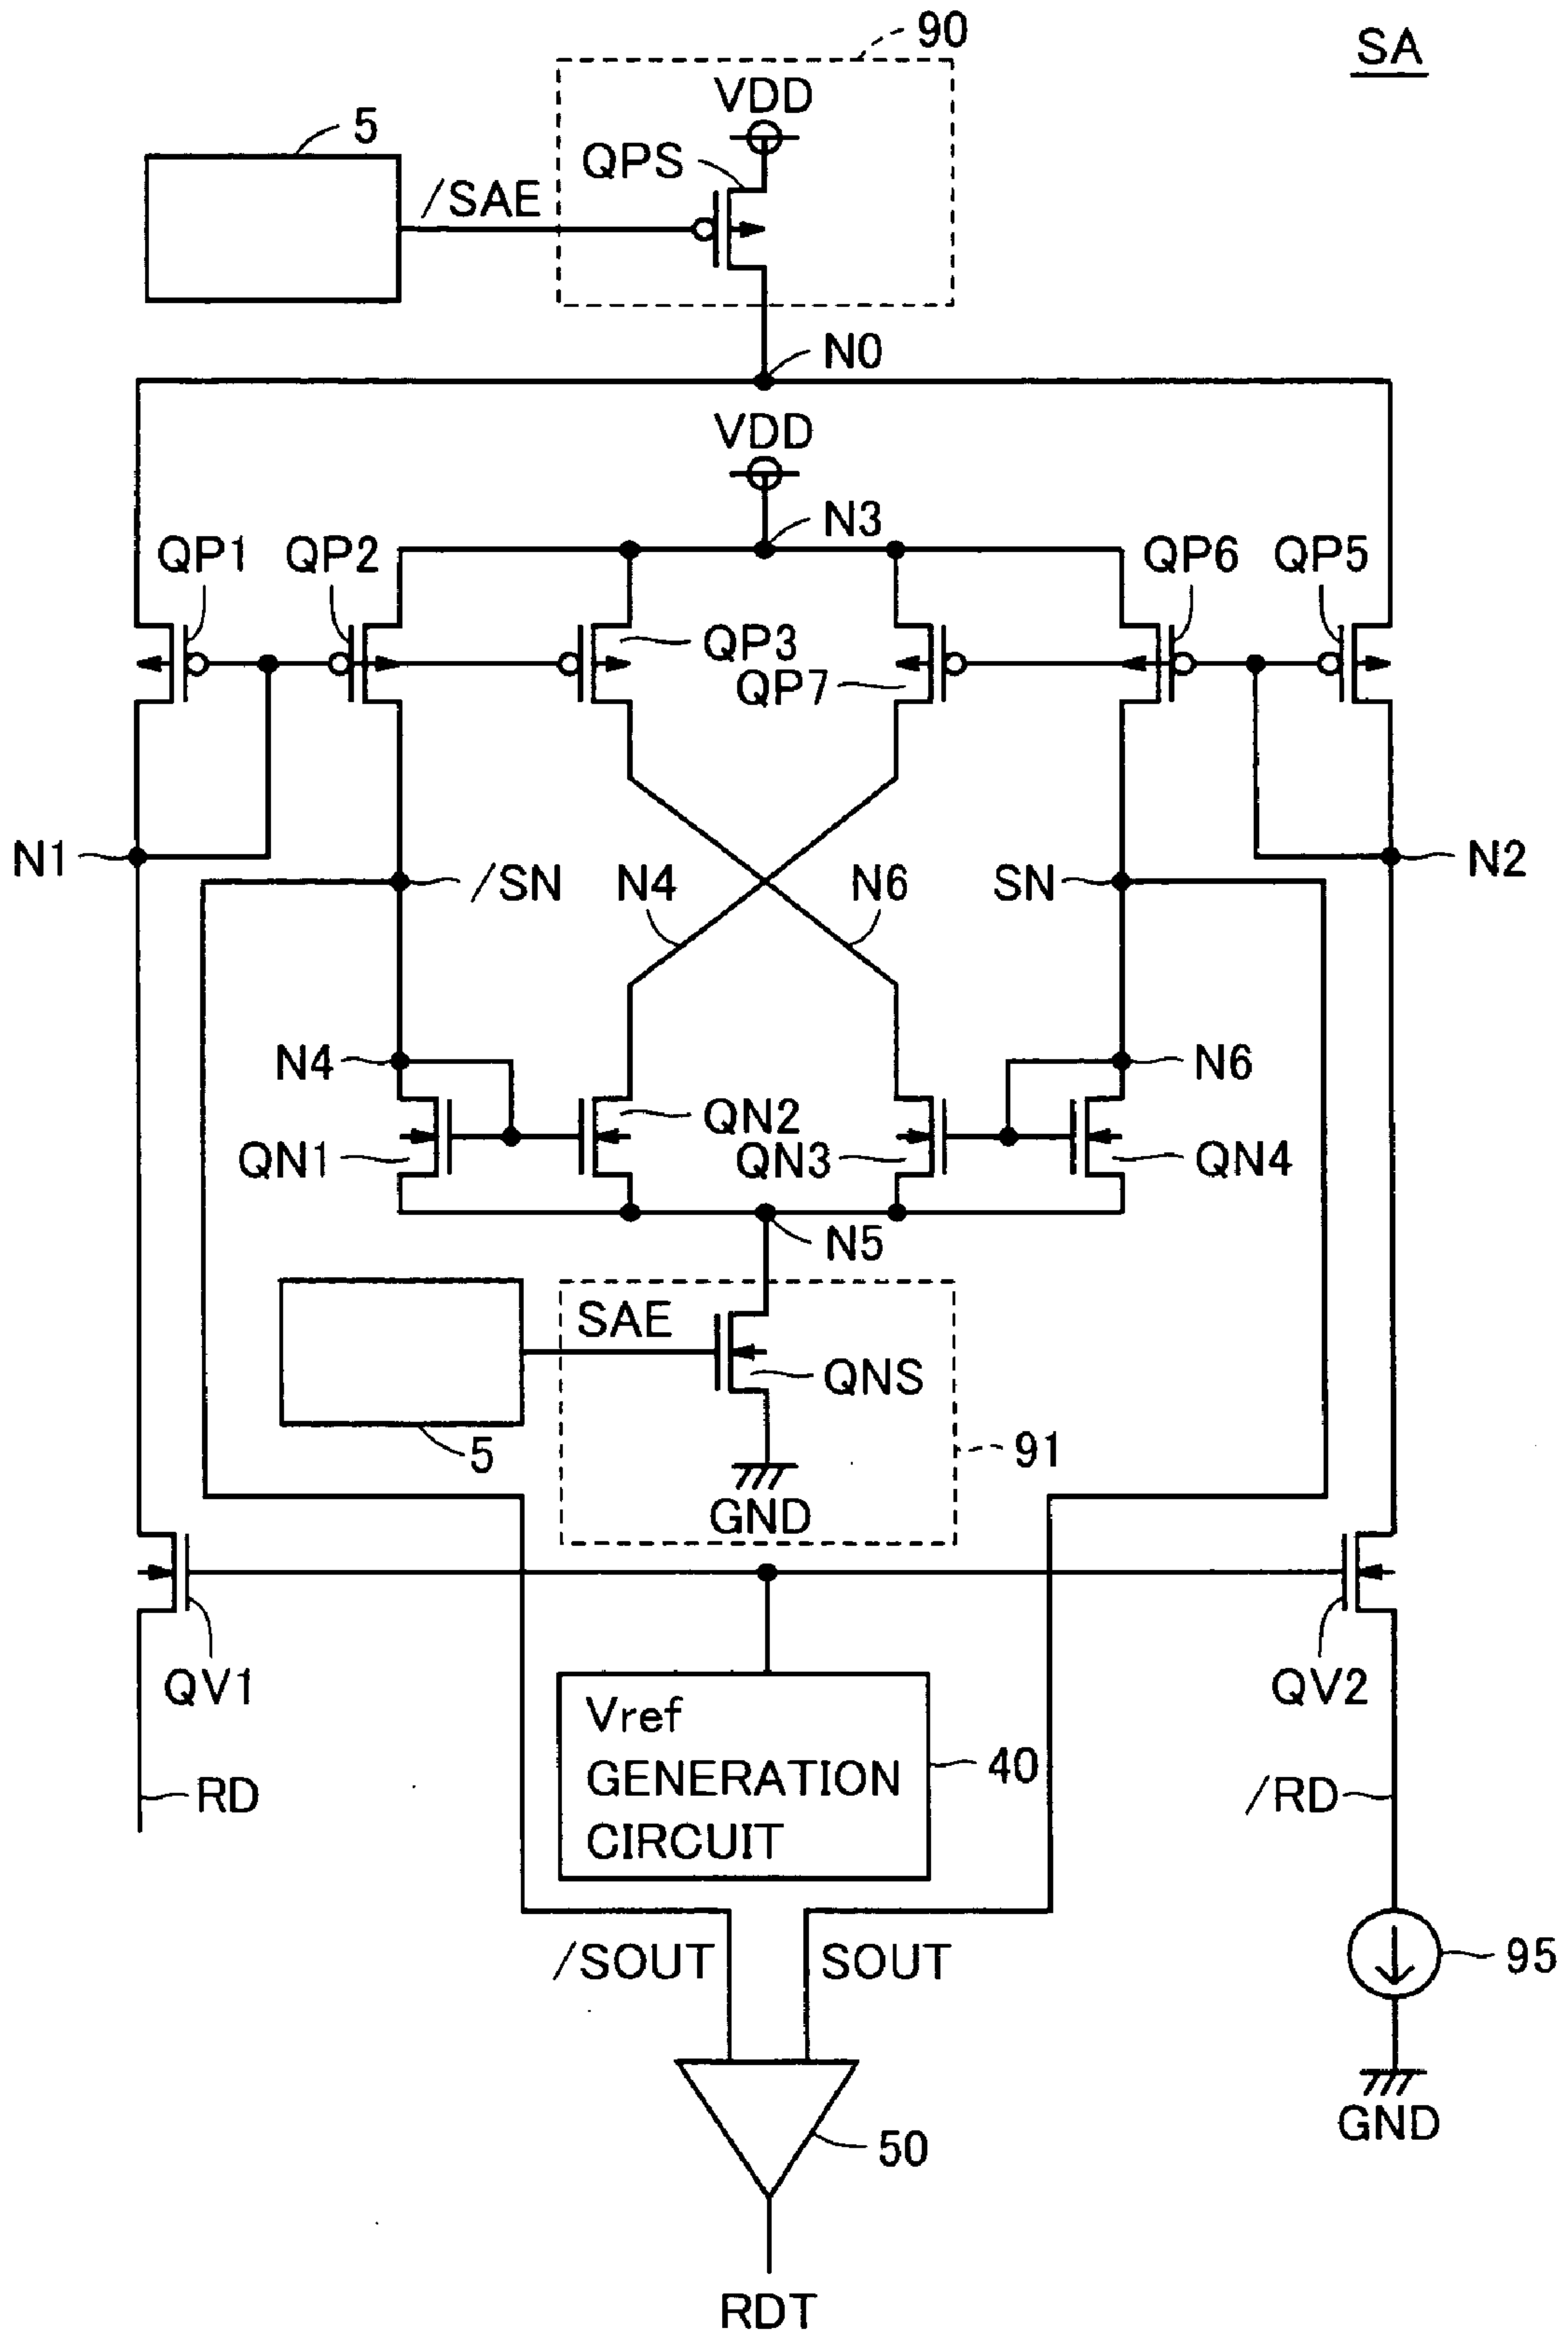 90
SA
VDD
5
QPS
/SAE
N0
VDD
N3
QP1
QP2
QP6
QP5
QP3
QP7
N1
/SN
N4
N6
SN
N2
N4
N6
QN2
QN1
QN3
QN4
N5
SAE
QNS
5
91
GND
QV1
QV2
Vref
GENERATION
CIRCUIT
40
RD
/RD
/SOUT
SOUT
95
GND
50
RDT